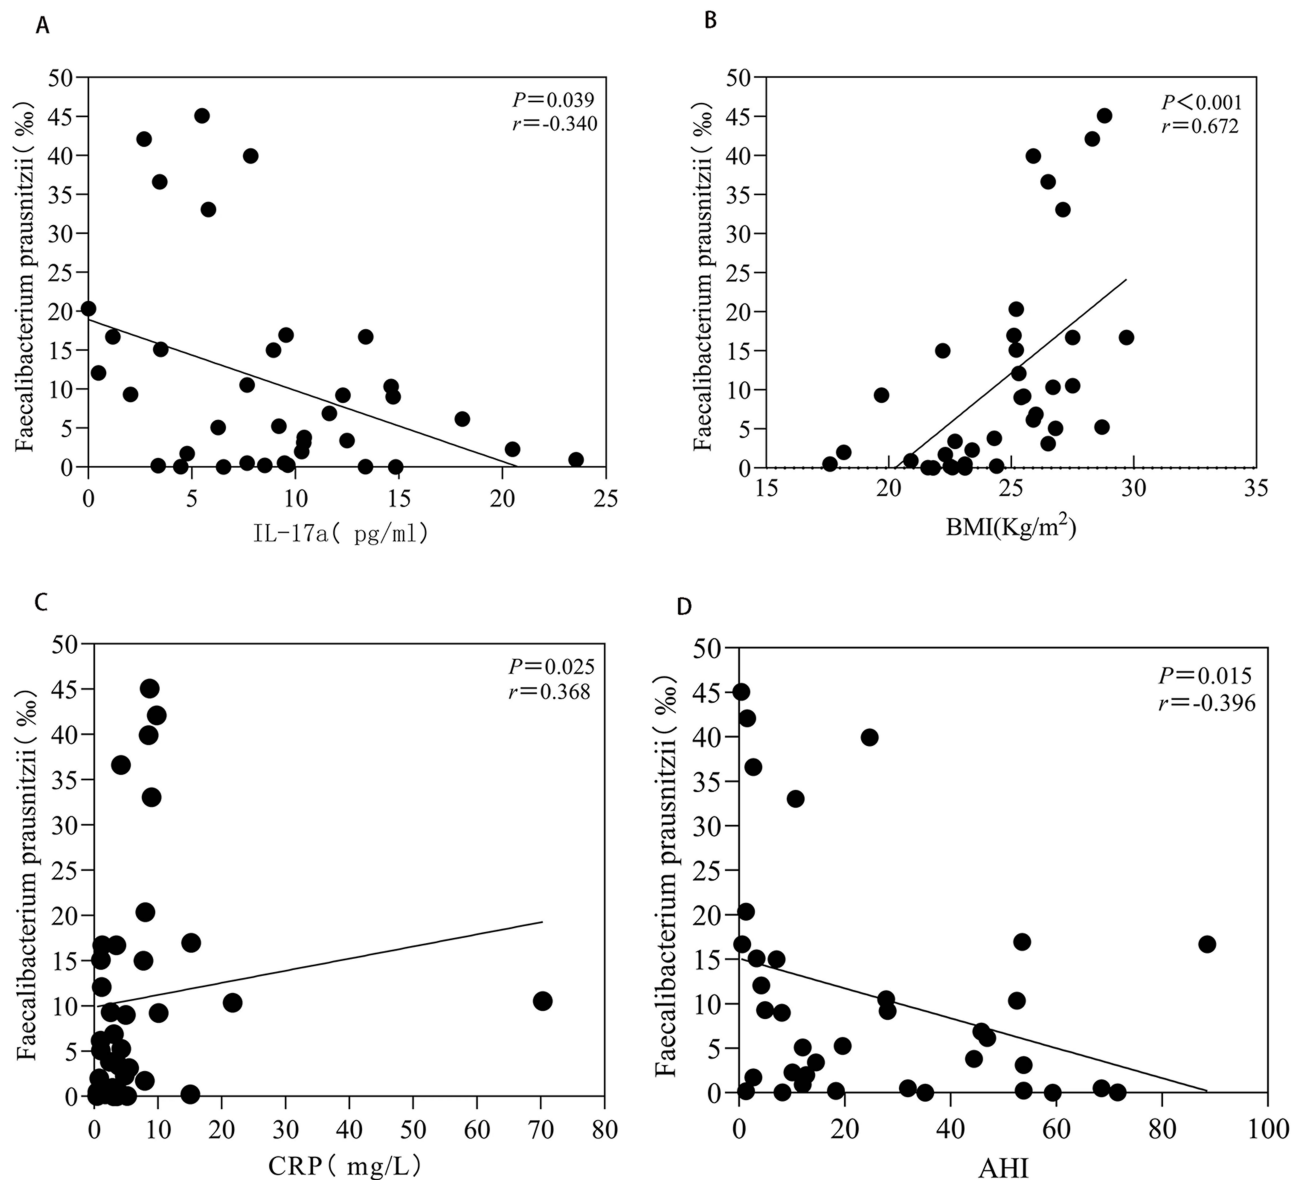 A
P=0.039
r=-0.340
Faecalibacterium prausnitzii( ‰)
50
45
40
35
30
25
20
15
10
5
0
0 5 10 15 20 25
IL-17a( pg/ml)
B
P<0.001
r=0.672
Faecalibacterium prausnitzii( ‰)
50
45
40
35
30
25
20
15
10
5
0
15 20 25 30 35
BMI(Kg/m²)
C
P=0.025
r=0.368
Faecalibacterium prausnitzii( ‰)
50
45
40
35
30
25
20
15
10
5
0
0 10 20 30 40 50 60 70 80
CRP( mg/L)
D
P=0.015
r=-0.396
Faecalibacterium prausnitzii( ‰)
50
45
40
35
30
25
20
15
10
5
0
0 20 40 60 80 100
AHI